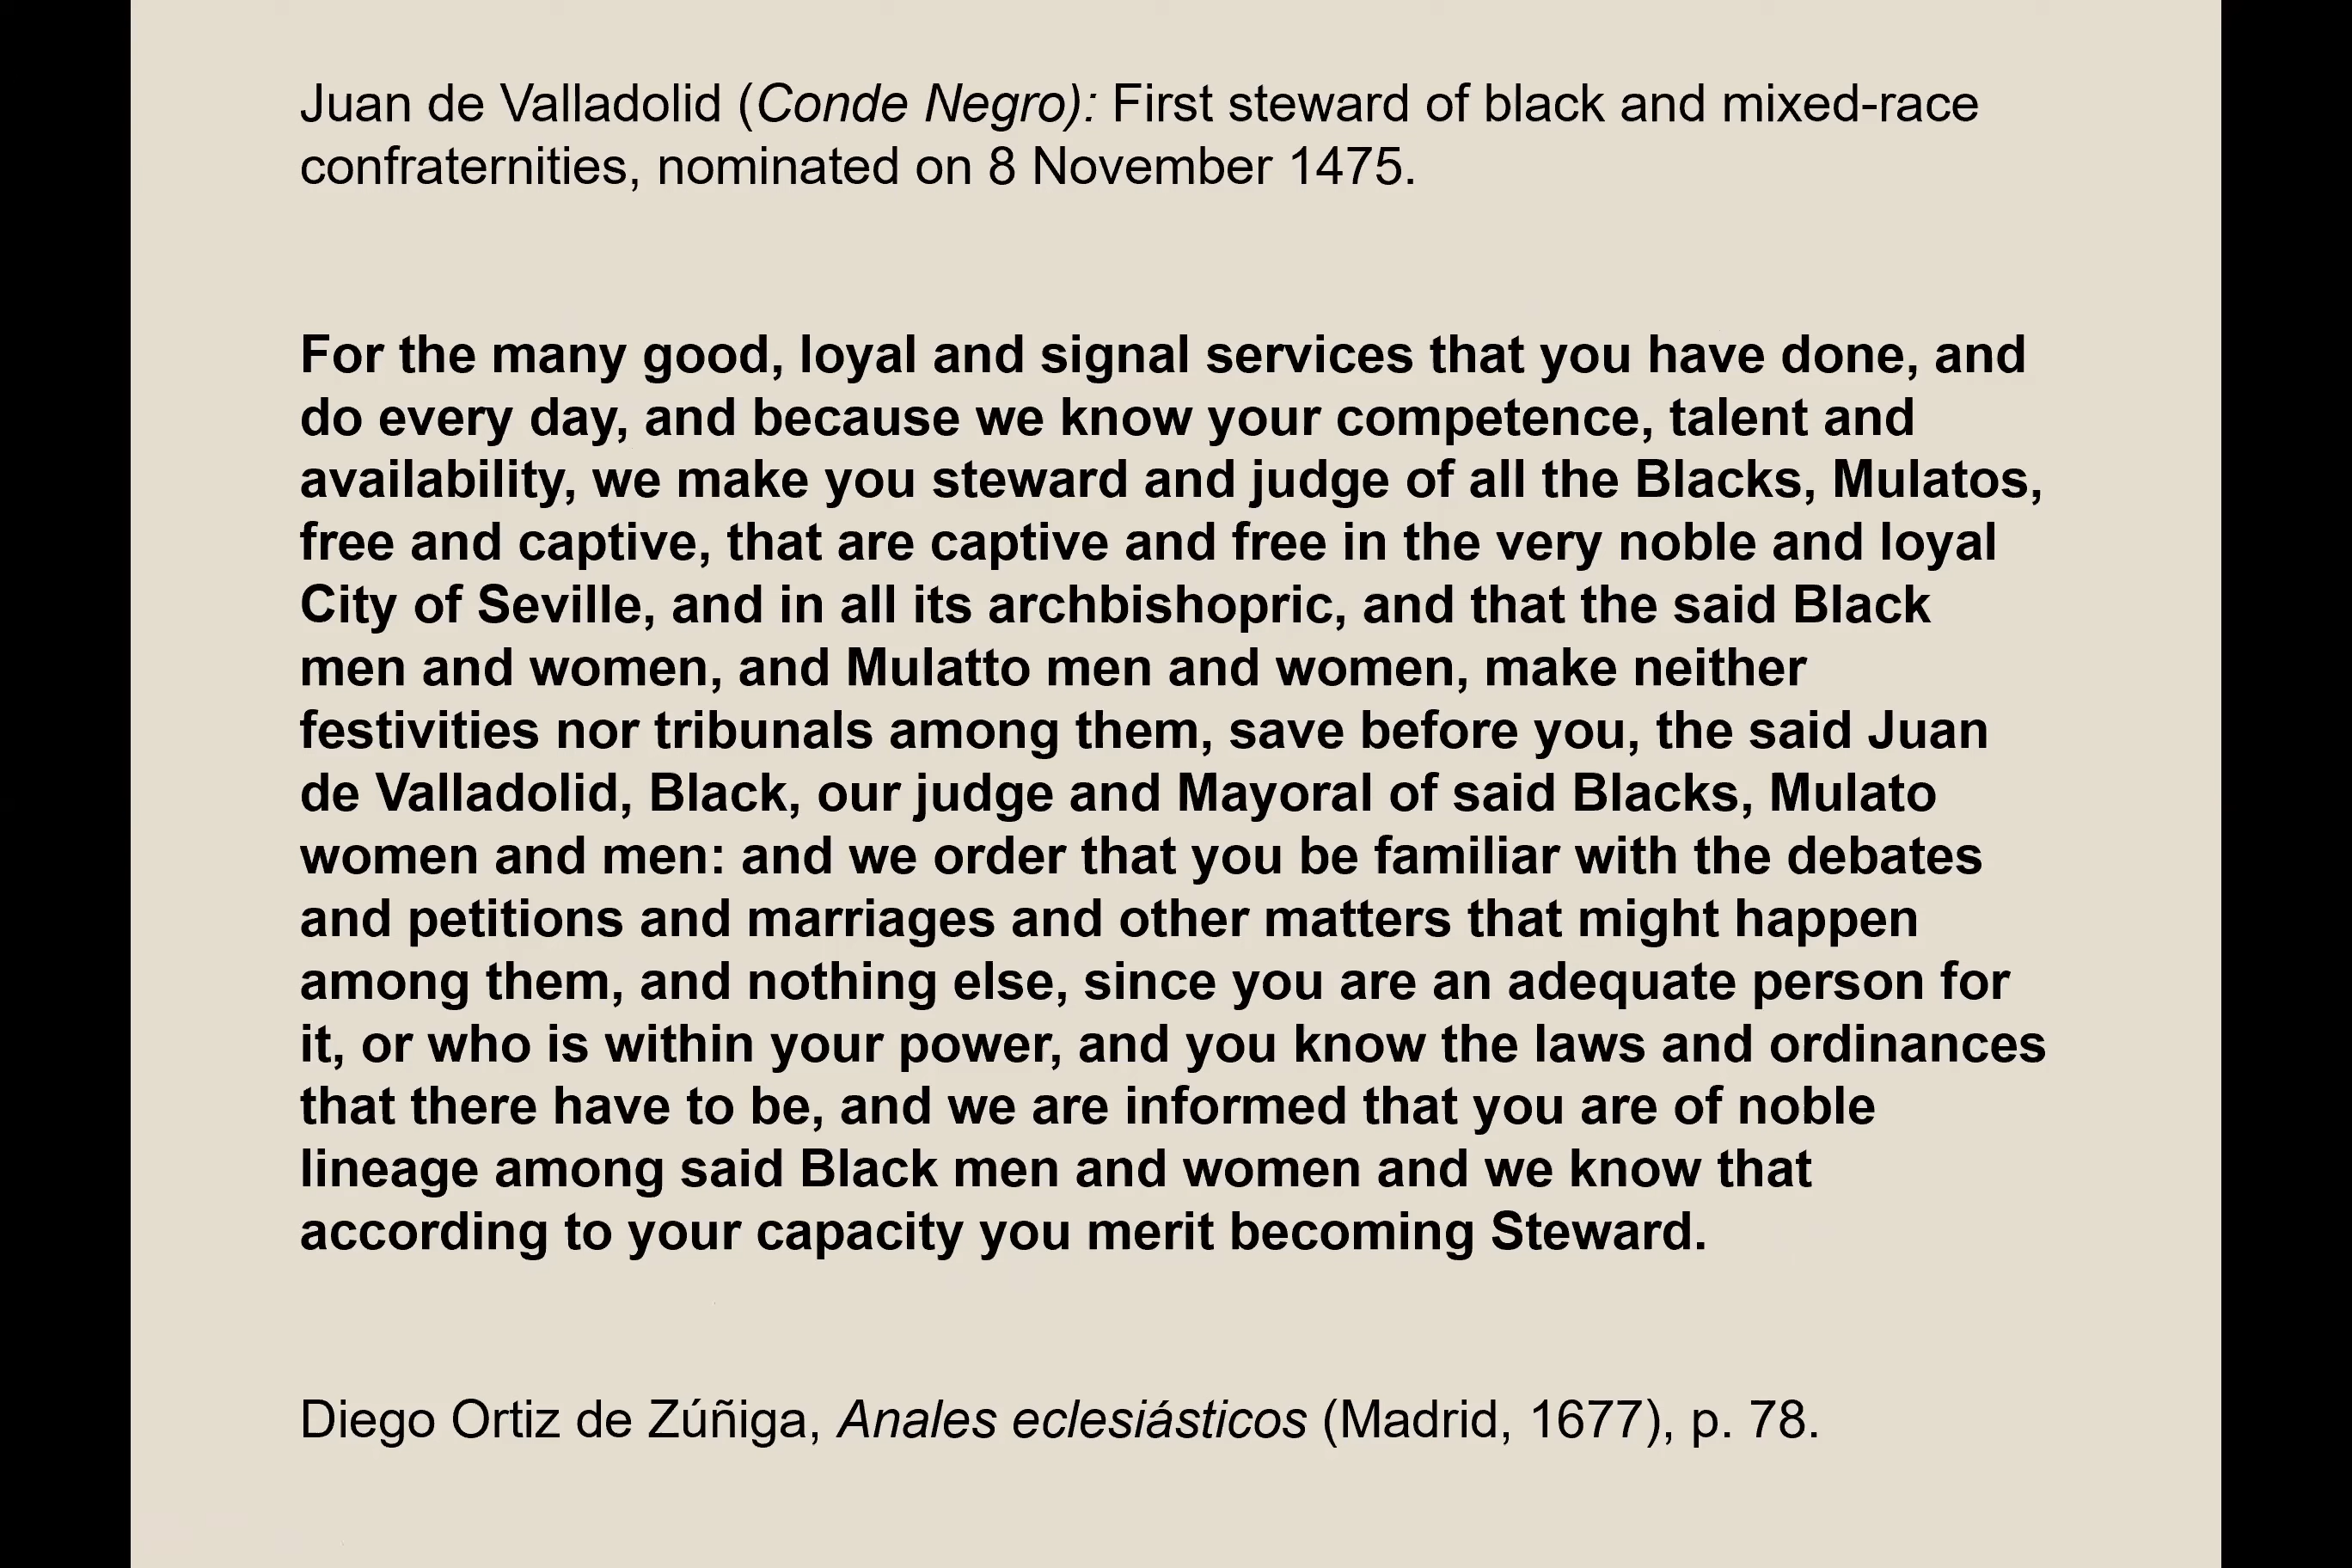 Juan de Valladolid (Conde Negro): First steward of black and mixed-race
confraternities, nominated on 8 November 1475.
For the many good, loyal and signal services that you have done, and
do every day, and because we know your competence, talent and
availability, we make you steward and judge of all the Blacks, Mulatos,
free and captive, that are captive and free in the very noble and loyal
City of Seville, and in all its archbishopric, and that the said Black
men and women, and Mulatto men and women, make neither
festivities nor tribunals among them, save before you, the said Juan
de Valladolid, Black, our judge and Mayoral of said Blacks, Mulato
women and men: and we order that you be familiar with the debates
and petitions and marriages and other matters that might happen
among them, and nothing else, since you are an adequate person for
it, or who is within your power, and you know the laws and ordinances
that there have to be, and we are informed that you are of noble
lineage among said Black men and women and we know that
according to your capacity you merit becoming Steward.
Diego Ortiz de Zúñiga, Anales eclesiásticos (Madrid, 1677), p. 78.